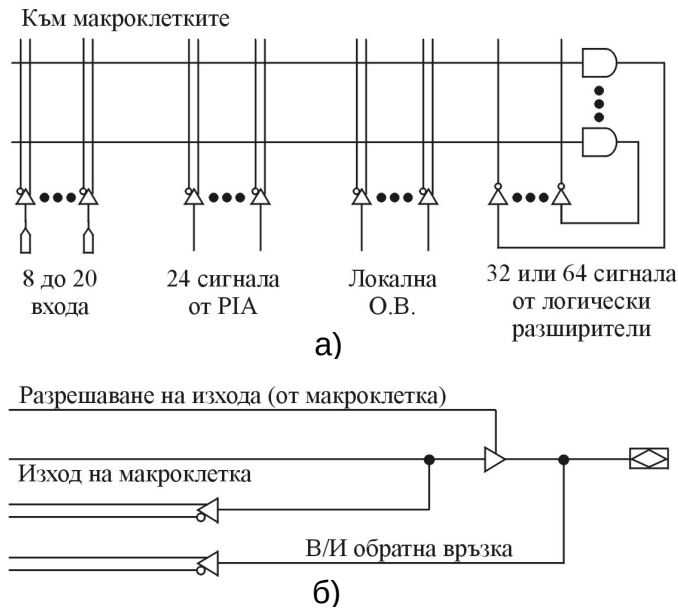 Към макроклетките
8 до 20
входа
24 сигнала
от PIA
Локална
О.В.
32 или 64 сигнала
от логически
разширители
а)
Разрешаване на изхода (от макроклетка)
Изход на макроклетка
В/И обратна връзка
б)